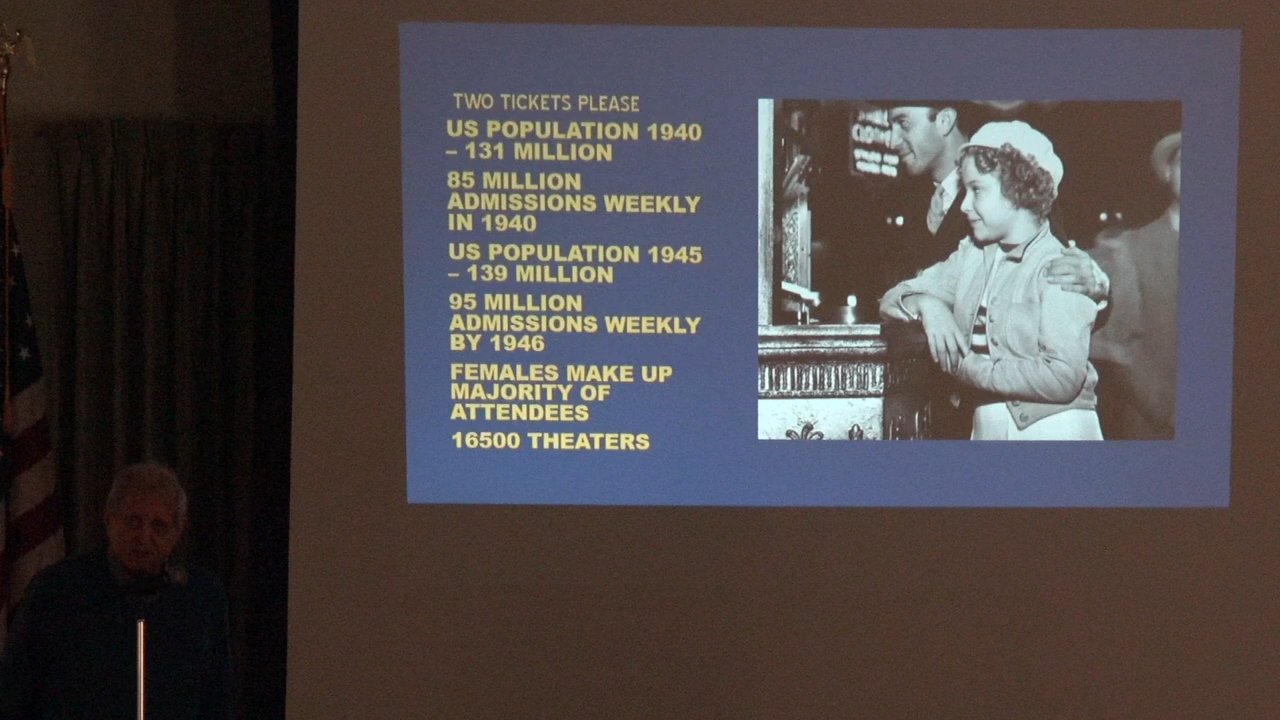 TWO TICKETS PLEASE
US POPULATION 1940
– 131 MILLION
85 MILLION
ADMISSIONS WEEKLY
IN 1940
US POPULATION 1945
– 139 MILLION
95 MILLION
ADMISSIONS WEEKLY
BY 1946
FEMALES MAKE UP
MAJORITY OF
ATTENDEES
16500 THEATERS